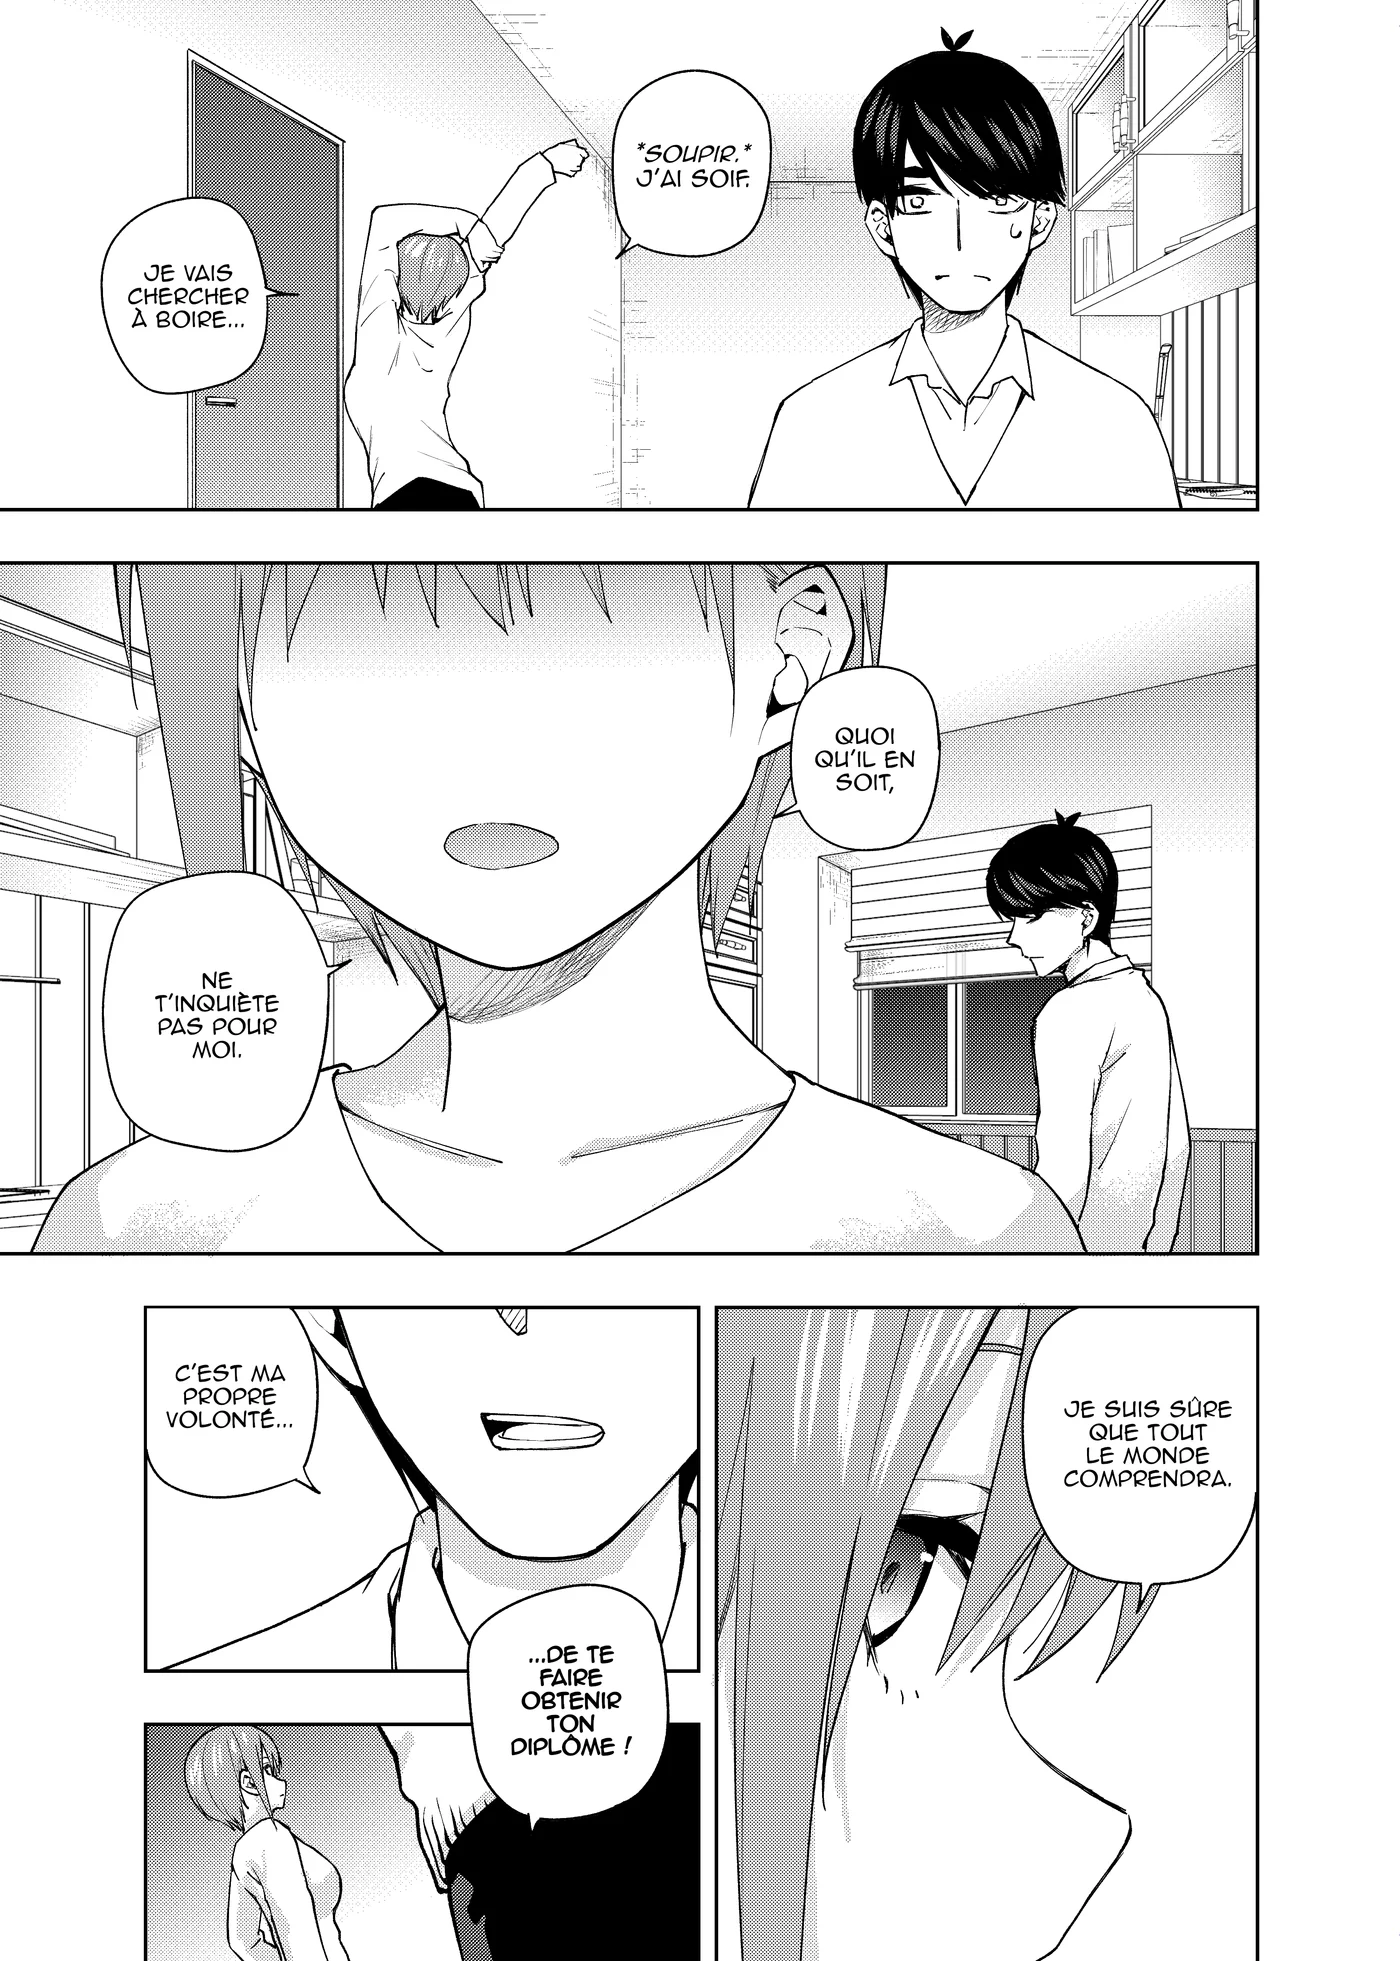 *SOUPIR.*
J'AI SOIF.
JE VAIS
CHERCHER
À BOIRE...
QUOI
QU'IL EN
SOIT,
NE
T'INQUIÈTE
PAS POUR
MOI.
JE SUIS SÛRE
QUE TOUT
LE MONDE
COMPRENDRA.
C'EST MA
PROPRE
VOLONTÉ...
...DE TE
FAIRE
OBTENIR
TON
DIPLÔME !